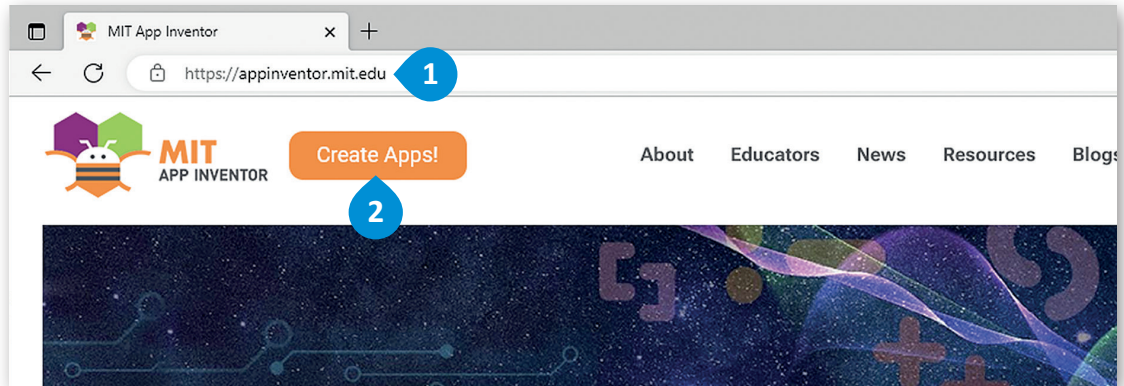 MIT App Inventor
https://appinventor.mit.edu
1
MIT
APP INVENTOR
Create Apps!
About Educators News Resources Blogs
2